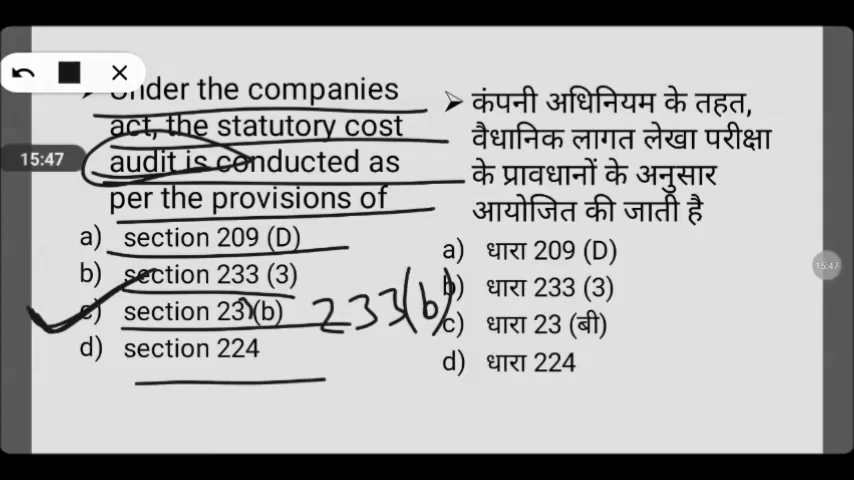 Under the companies
act, the statutory cost
audit is conducted as
per the provisions of
a) section 209 (D)
b) section 233 (3)
c) section 23 (b) 233(b)
d) section 224
➤ कंपनी अधिनियम के तहत,
वैधानिक लागत लेखा परीक्षा
के प्रावधानों के अनुसार
आयोजित की जाती है
a) धारा 209 (D)
b) धारा 233 (3)
c) धारा 23 (बी)
d) धारा 224
15:47
15:47